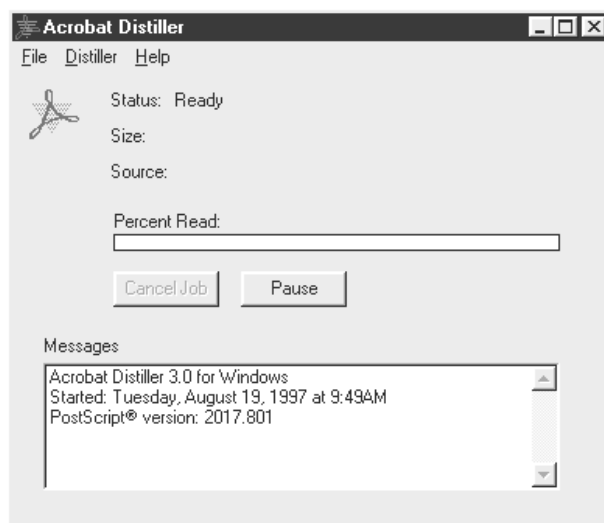 Acrobat Distiller
File Distiller Help
Status: Ready
Size:
Source:
Percent Read:
Cancel Job Pause
Messages
Acrobat Distiller 3.0 for Windows
Started: Tuesday, August 19, 1997 at 9:49AM
PostScript® version: 2017.801